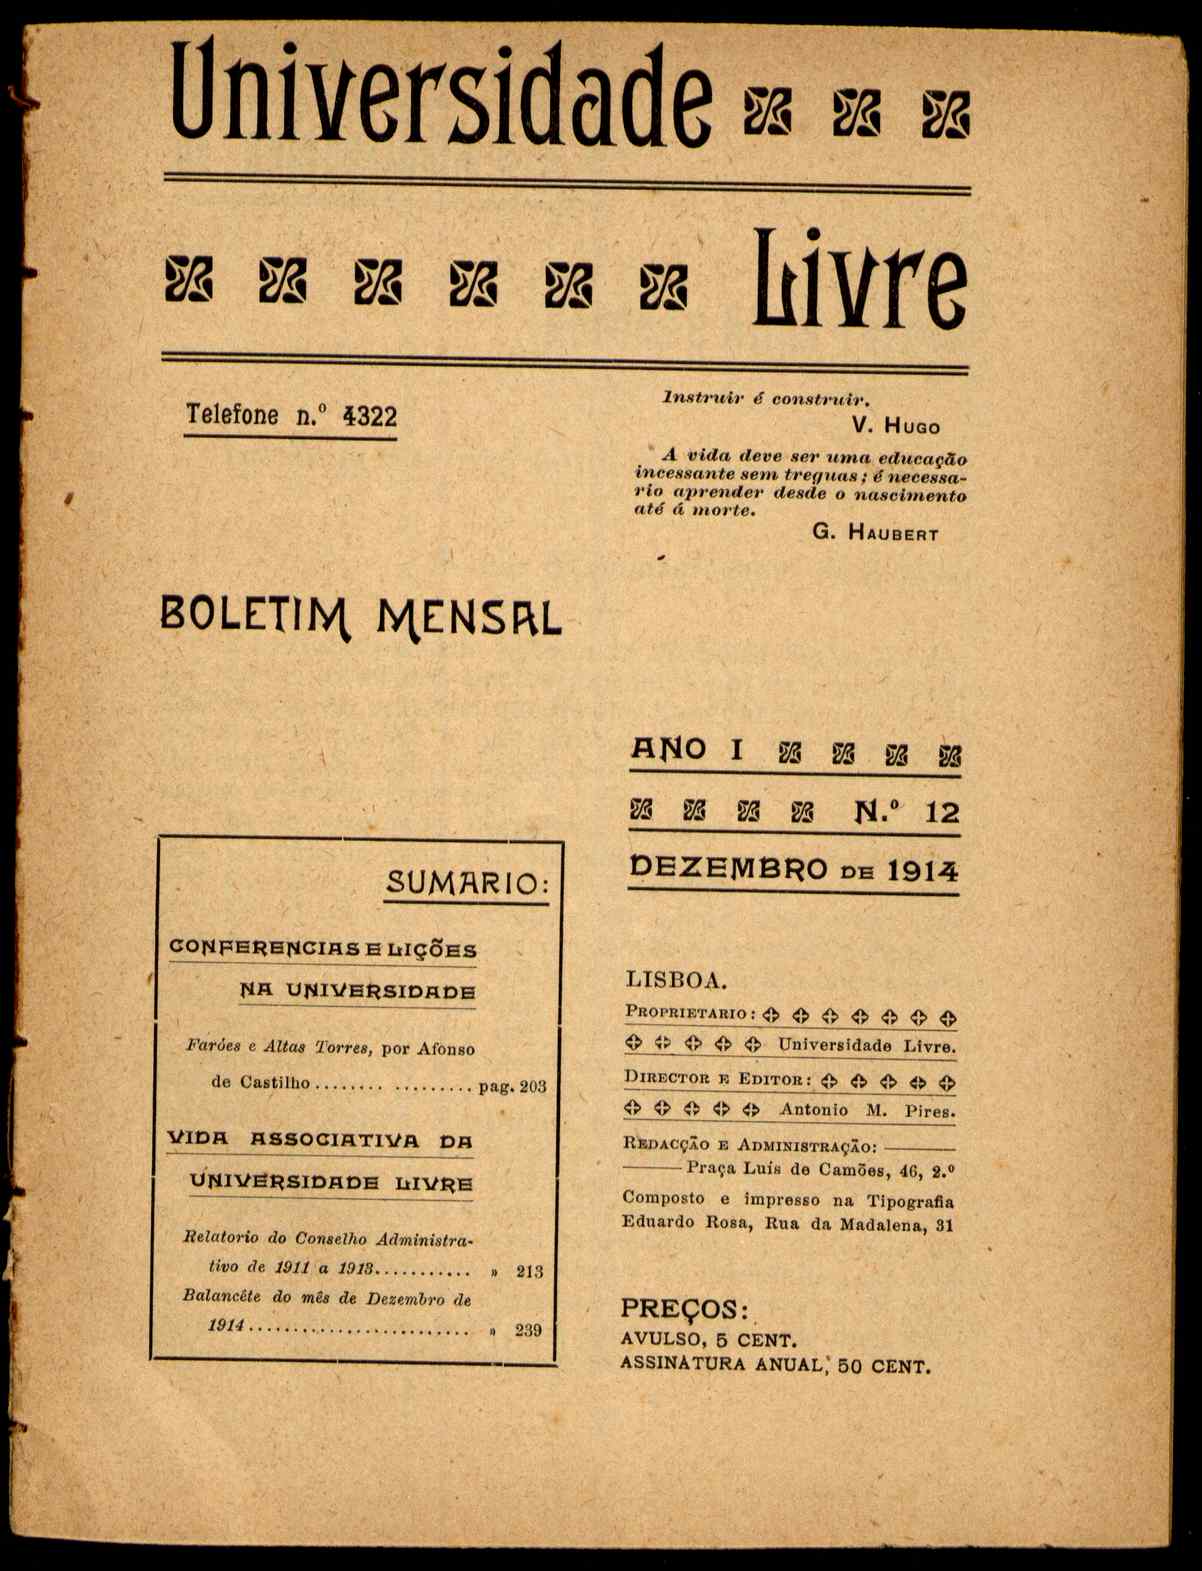 Universidade
Livre
Telefone n.º 4322
Instruir é construir.
V. HUGO
A vida deve ser uma educação
incessante sem treguas; é necessa-
rio aprender desde o nascimento
até á morte.
G. HAUBERT
BOLETIM MENSAL
ANO I
N.º 12
DEZEMBRO DE 1914
SUMARIO:
CONFERENCIAS E LIÇÕES
NA UNIVERSIDADE
Faróes e Altas Torres, por Afonso
de Castilho........ ......... pag. 203
VIDA ASSOCIATIVA DA
UNIVERSIDADE LIVRE
Relatorio do Conselho Administra-
tivo de 1911 a 1913........... » 213
Balancête do mês de Dezembro de
1914......................... » 239
LISBOA.
PROPRIETARIO:
Universidade Livre.
DIRECTOR E EDITOR:
Antonio M. Pires.
REDACÇÃO E ADMINISTRAÇÃO:
Praça Luís de Camões, 46, 2.º
Composto e impresso na Tipografia
Eduardo Rosa, Rua da Madalena, 31
PREÇOS:
AVULSO, 5 CENT.
ASSINATURA ANUAL, 50 CENT.